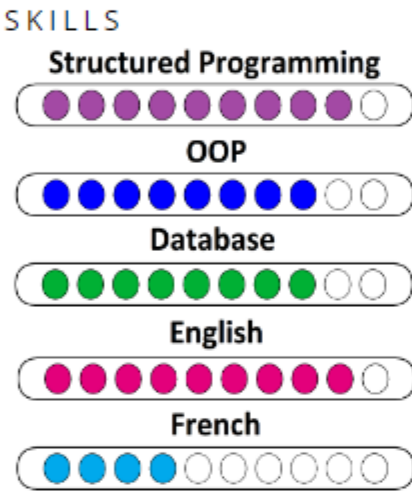 SKILLS
Structured Programming
OOP
Database
English
French